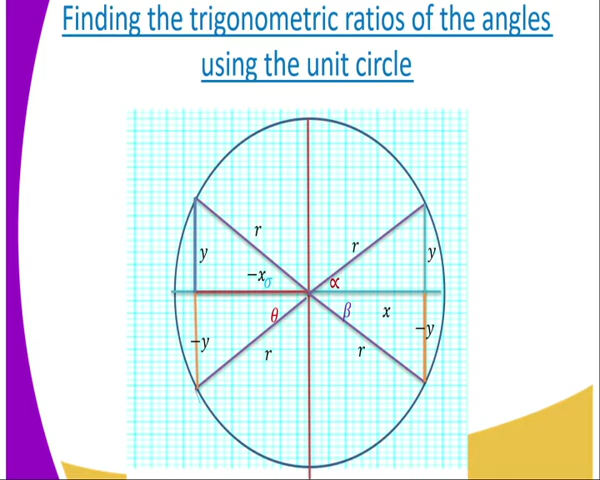 Finding the trigonometric ratios of the angles
using the unit circle
r
r
y
y
−x
σ
∝
θ
β
x
−y
−y
r
r